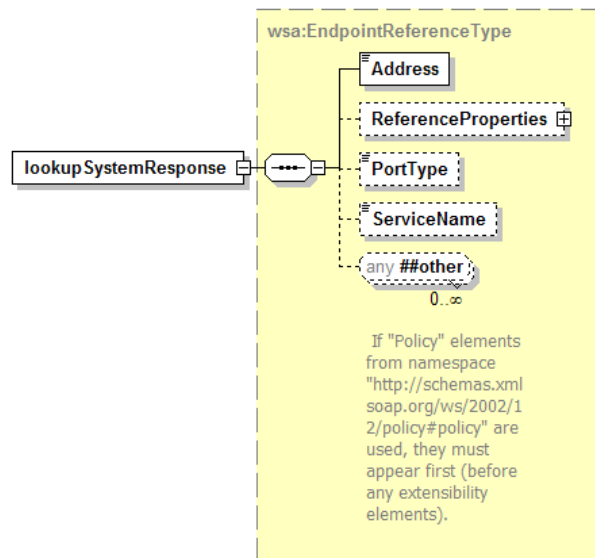 wsa:EndpointReferenceType
Address
ReferenceProperties
lookupSystemResponse
PortType
ServiceName
any ##other
0..∞
If "Policy" elements
from namespace
"http://schemas.xml
soap.org/ws/2002/1
2/policy#policy" are
used, they must
appear first (before
any extensibility
elements).